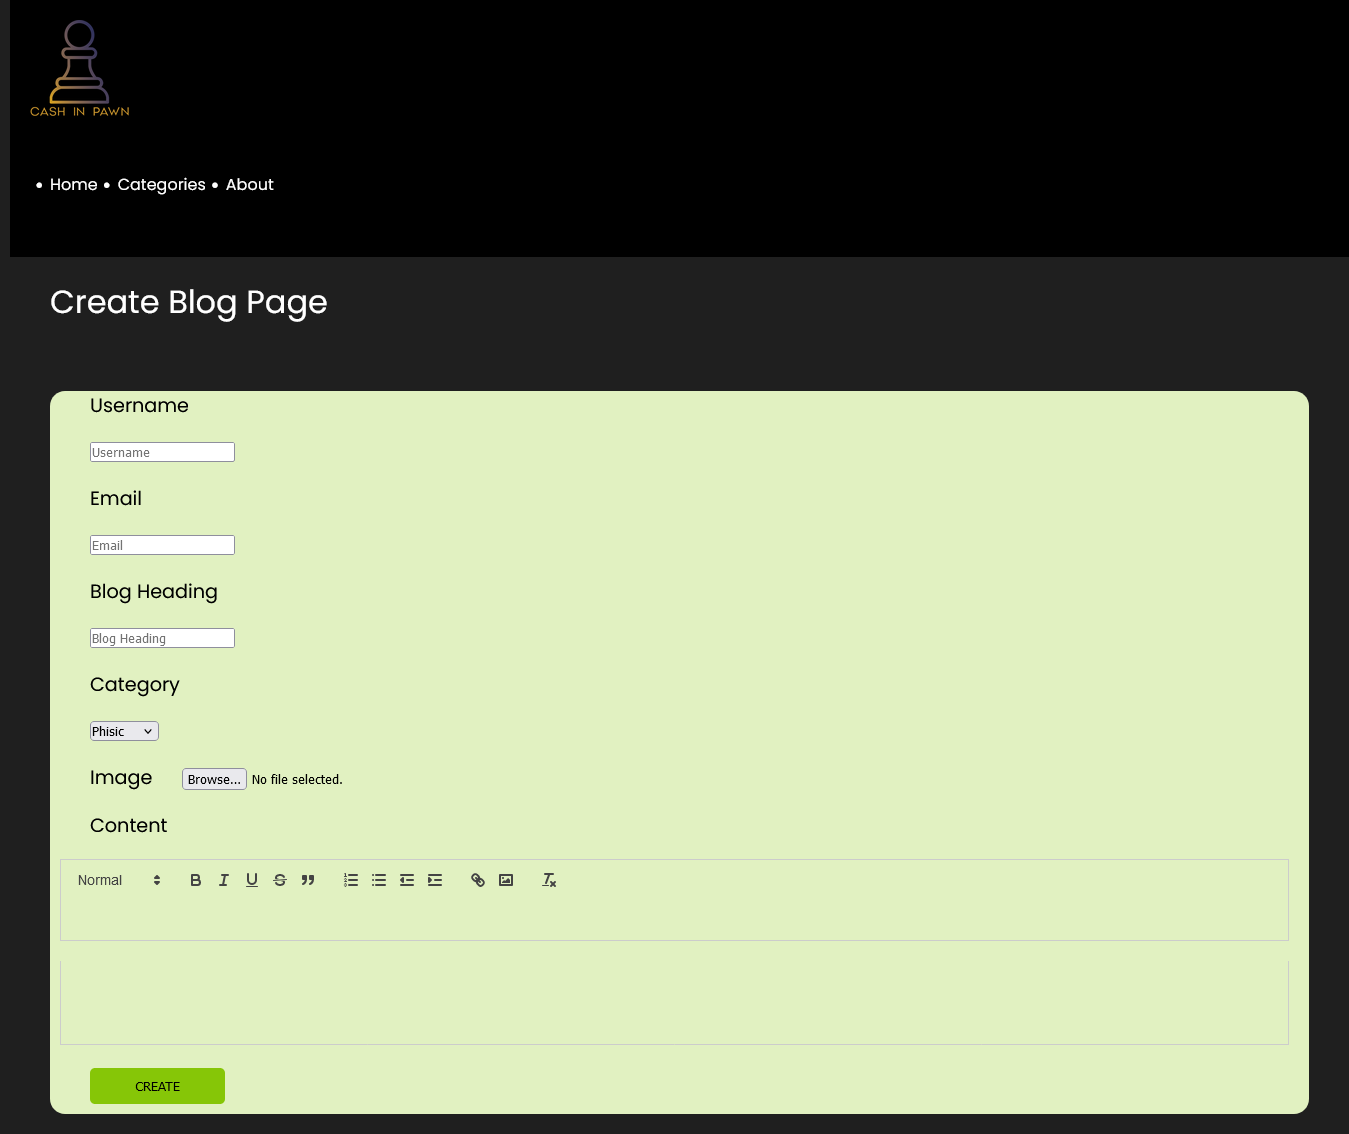 CASH IN PAWN
• Home • Categories • About
Create Blog Page
Username
Username
Email
Email
Blog Heading
Blog Heading
Category
Phisic
Image Browse... No file selected.
Content
Normal B I U S
CREATE